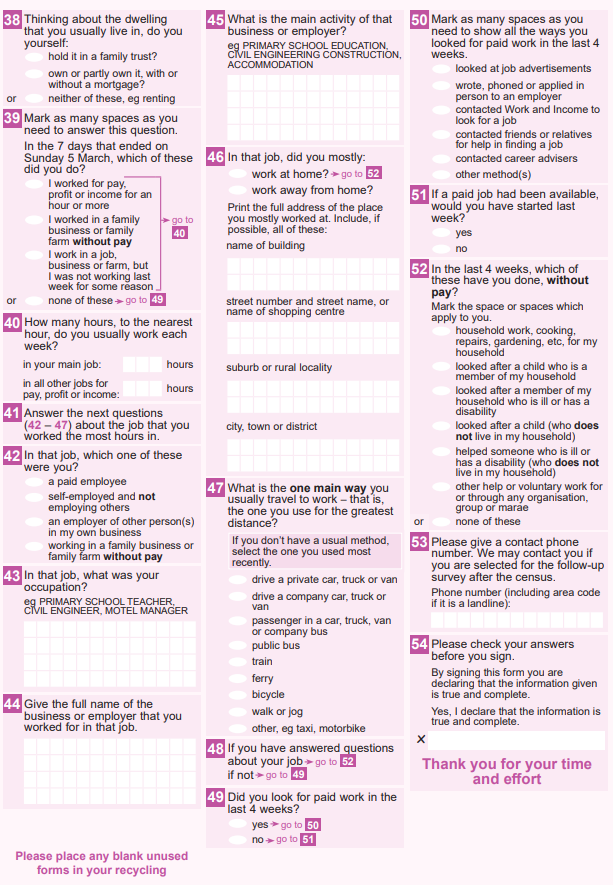 38 Thinking about the dwelling
that you usually live in, do you
yourself:
hold it in a family trust?
own or partly own it, with or
without a mortgage?
or neither of these, eg renting
39 Mark as many spaces as you
need to answer this question.
In the 7 days that ended on
Sunday 5 March, which of these
did you do?
I worked for pay,
profit or income for an
hour or more
I worked in a family
business or family
farm without pay
I work in a job,
business or farm, but
I was not working last
week for some reason
go to
40
or none of these go to 49
40 How many hours, to the nearest
hour, do you usually work each
week?
in your main job: hours
in all other jobs for
pay, profit or income: hours
41 Answer the next questions
(42 – 47) about the job that you
worked the most hours in.
42 In that job, which one of these
were you?
a paid employee
self-employed and not
employing others
an employer of other person(s)
in my own business
working in a family business or
family farm without pay
43 In that job, what was your
occupation?
eg PRIMARY SCHOOL TEACHER,
CIVIL ENGINEER, MOTEL MANAGER
44 Give the full name of the
business or employer that you
worked for in that job.
Please place any blank unused
forms in your recycling
45 What is the main activity of that
business or employer?
eg PRIMARY SCHOOL EDUCATION,
CIVIL ENGINEERING CONSTRUCTION,
ACCOMMODATION
46 In that job, did you mostly:
work at home? go to 52
work away from home?
Print the full address of the place
you mostly worked at. Include, if
possible, all of these:
name of building
street number and street name, or
name of shopping centre
suburb or rural locality
city, town or district
47 What is the one main way you
usually travel to work – that is,
the one you use for the greatest
distance?
If you don't have a usual method,
select the one you used most
recently.
drive a private car, truck or van
drive a company car, truck or
van
passenger in a car, truck, van
or company bus
public bus
train
ferry
bicycle
walk or jog
other, eg taxi, motorbike
48 If you have answered questions
about your job go to 52
if not go to 49
49 Did you look for paid work in the
last 4 weeks?
yes go to 50
no go to 51
50 Mark as many spaces as you
need to show all the ways you
looked for paid work in the last 4
weeks.
looked at job advertisements
wrote, phoned or applied in
person to an employer
contacted Work and Income to
look for a job
contacted friends or relatives
for help in finding a job
contacted career advisers
other method(s)
51 If a paid job had been available,
would you have started last
week?
yes
no
52 In the last 4 weeks, which of
these have you done, without
pay?
Mark the space or spaces which
apply to you.
household work, cooking,
repairs, gardening, etc, for my
household
looked after a child who is a
member of my household
looked after a member of my
household who is ill or has a
disability
looked after a child (who does
not live in my household)
helped someone who is ill or
has a disability (who does not
live in my household)
other help or voluntary work for
or through any organisation,
group or marae
or none of these
53 Please give a contact phone
number. We may contact you if
you are selected for the follow-up
survey after the census.
Phone number (including area code
if it is a landline):
54 Please check your answers
before you sign.
By signing this form you are
declaring that the information given
is true and complete.
Yes, I declare that the information is
true and complete.
X
Thank you for your time
and effort